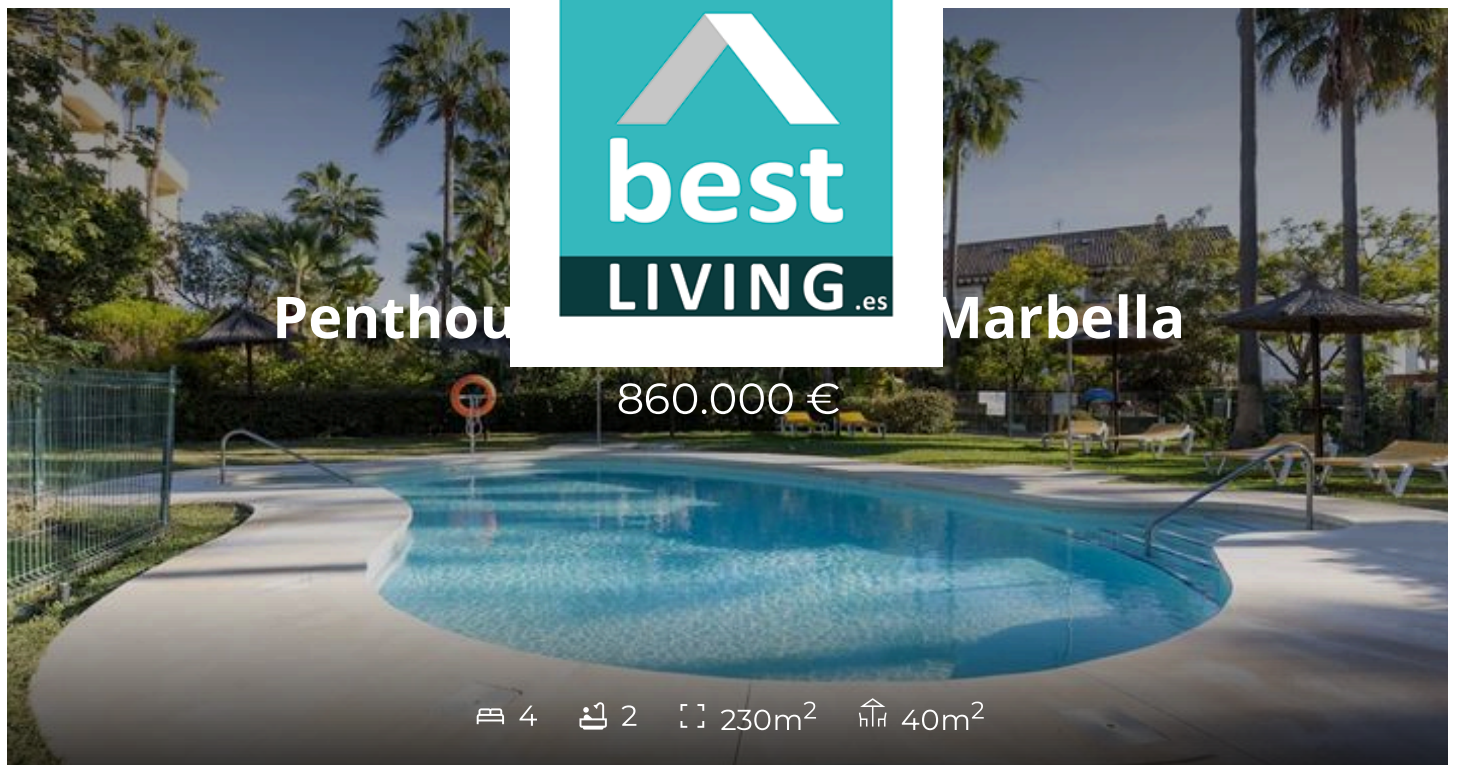 best
LIVING.es
Penthou Marbella
860.000 €
4 2 230m² 40m²